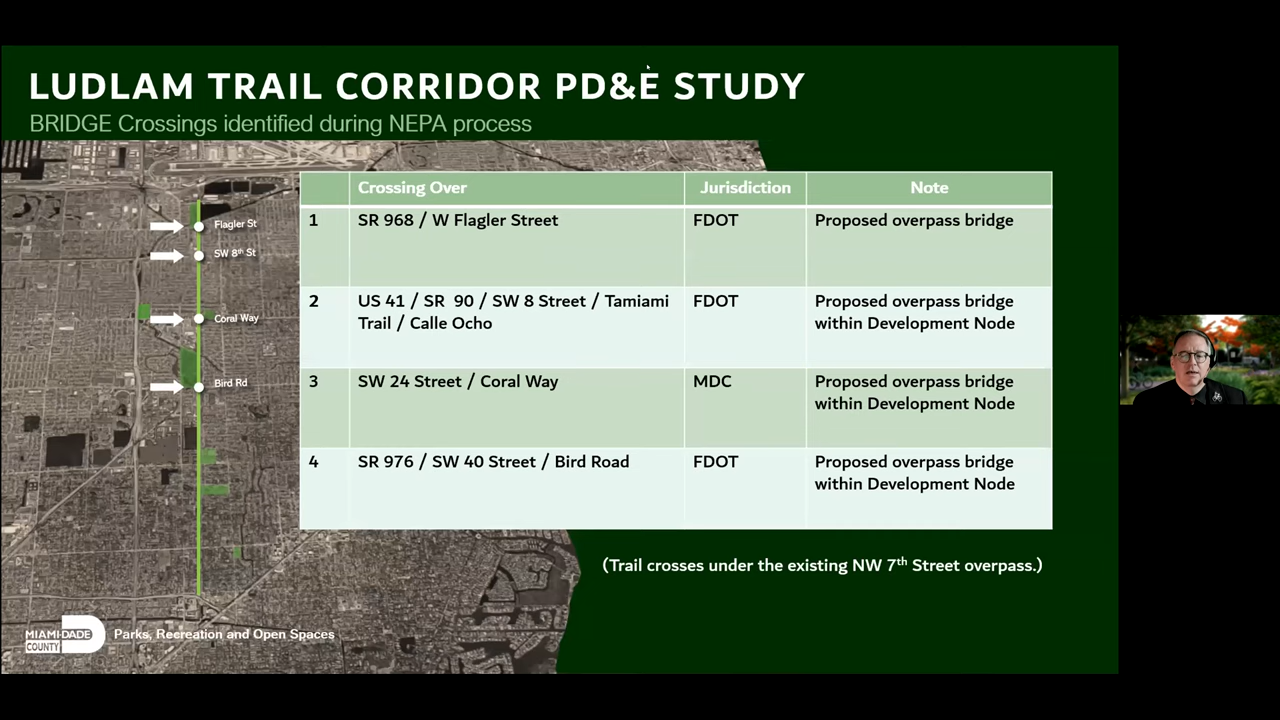 LUDLAM TRAIL CORRIDOR PD&E STUDY
BRIDGE Crossings identified during NEPA process
Flagler St
SW 8th St
Coral Way
Bird Rd
Crossing Over Jurisdiction Note
1 SR 968 / W Flagler Street FDOT Proposed overpass bridge
2 US 41 / SR 90 / SW 8 Street / Tamiami FDOT Proposed overpass bridge
Trail / Calle Ocho within Development Node
3 SW 24 Street / Coral Way MDC Proposed overpass bridge
within Development Node
4 SR 976 / SW 40 Street / Bird Road FDOT Proposed overpass bridge
within Development Node
(Trail crosses under the existing NW 7th Street overpass.)
MIAMI-DADE
COUNTY
Parks, Recreation and Open Spaces